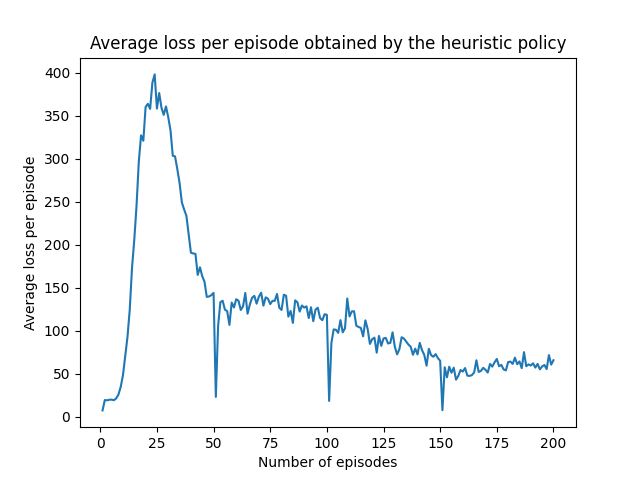 Average loss per episode obtained by the heuristic policy
400
350
300
250
200
150
100
50
0
Average loss per episode
0 25 50 75 100 125 150 175 200
Number of episodes